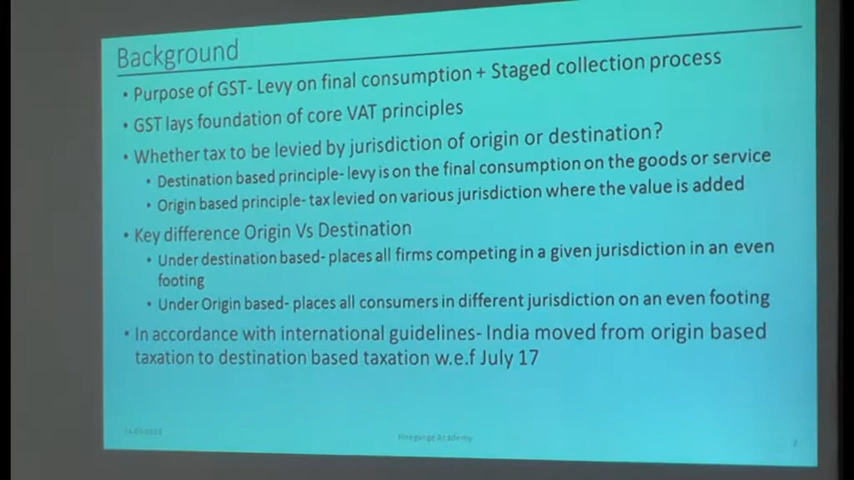 Background
• Purpose of GST- Levy on final consumption + Staged collection process
• GST lays foundation of core VAT principles
• Whether tax to be levied by jurisdiction of origin or destination?
• Destination based principle- levy is on the final consumption on the goods or service
• Origin based principle- tax levied on various jurisdiction where the value is added
• Key difference Origin Vs Destination
• Under destination based- places all firms competing in a given jurisdiction in an even
footing
• Under Origin based- places all consumers in different jurisdiction on an even footing
• In accordance with international guidelines- India moved from origin based
taxation to destination based taxation w.e.f July 17
Academy
2